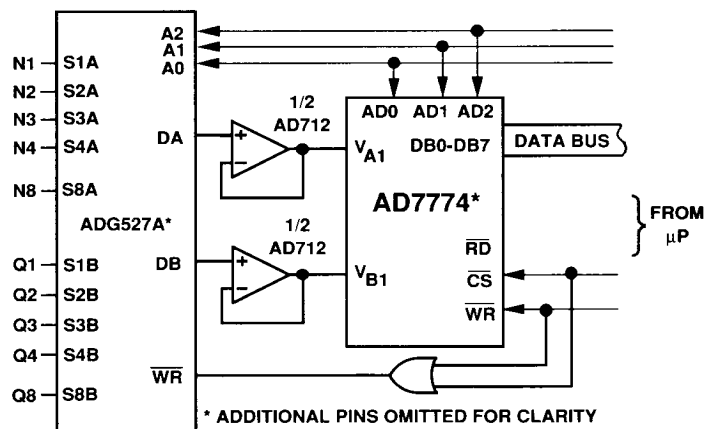 A2
A1
A0
N1 S1A
N2 S2A
N3 S3A
N4 S4A
N8 S8A
ADG527A*
Q1 S1B
Q2 S2B
Q3 S3B
Q4 S4B
Q8 S8B
DA
DB
WR
1/2
AD712
+
−
1/2
AD712
+
−
AD0 AD1 AD2
VA1
DB0-DB7
AD7774*
RD
CS
WR
VB1
DATA BUS
FROM
μP
* ADDITIONAL PINS OMITTED FOR CLARITY